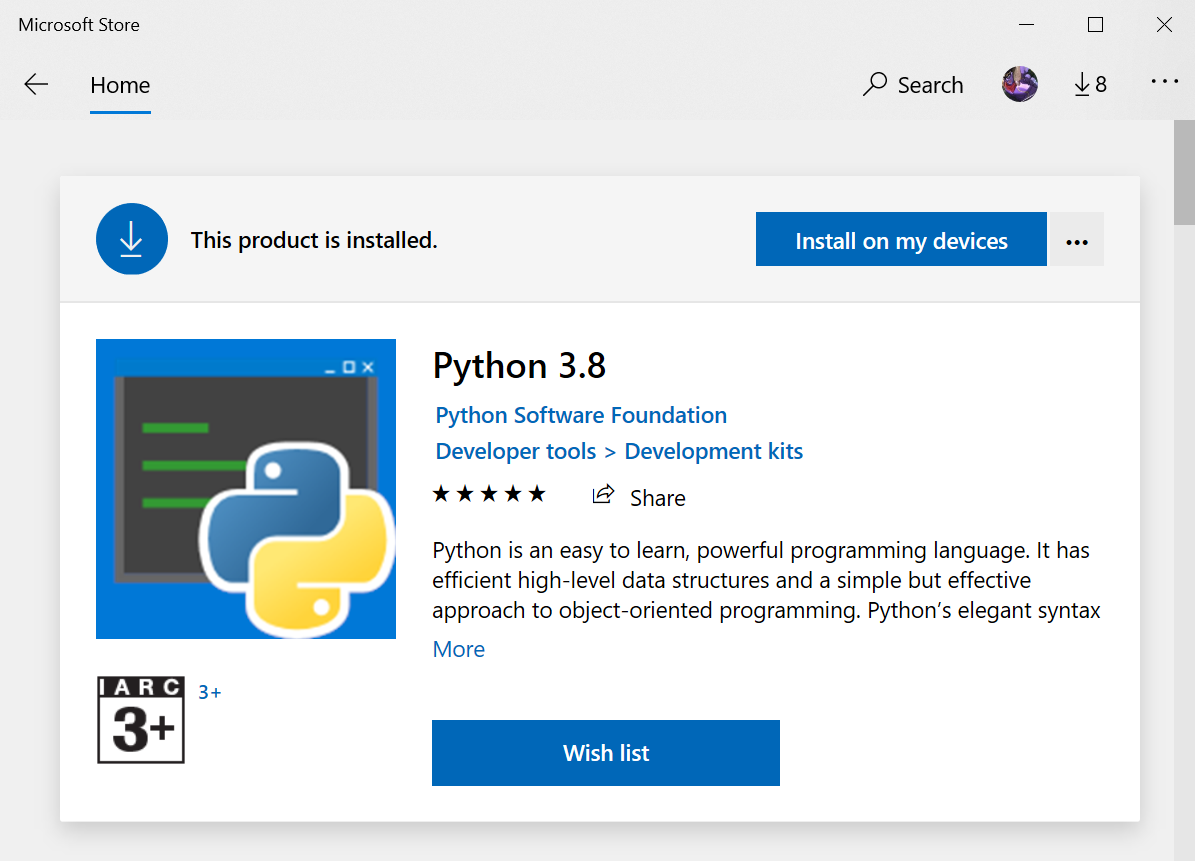 Microsoft Store
Home
Search
8
This product is installed.
Install on my devices
Python 3.8
Python Software Foundation
Developer tools > Development kits
Share
Python is an easy to learn, powerful programming language. It has
efficient high-level data structures and a simple but effective
approach to object-oriented programming. Python’s elegant syntax
More
IARC
3+
3+
Wish list